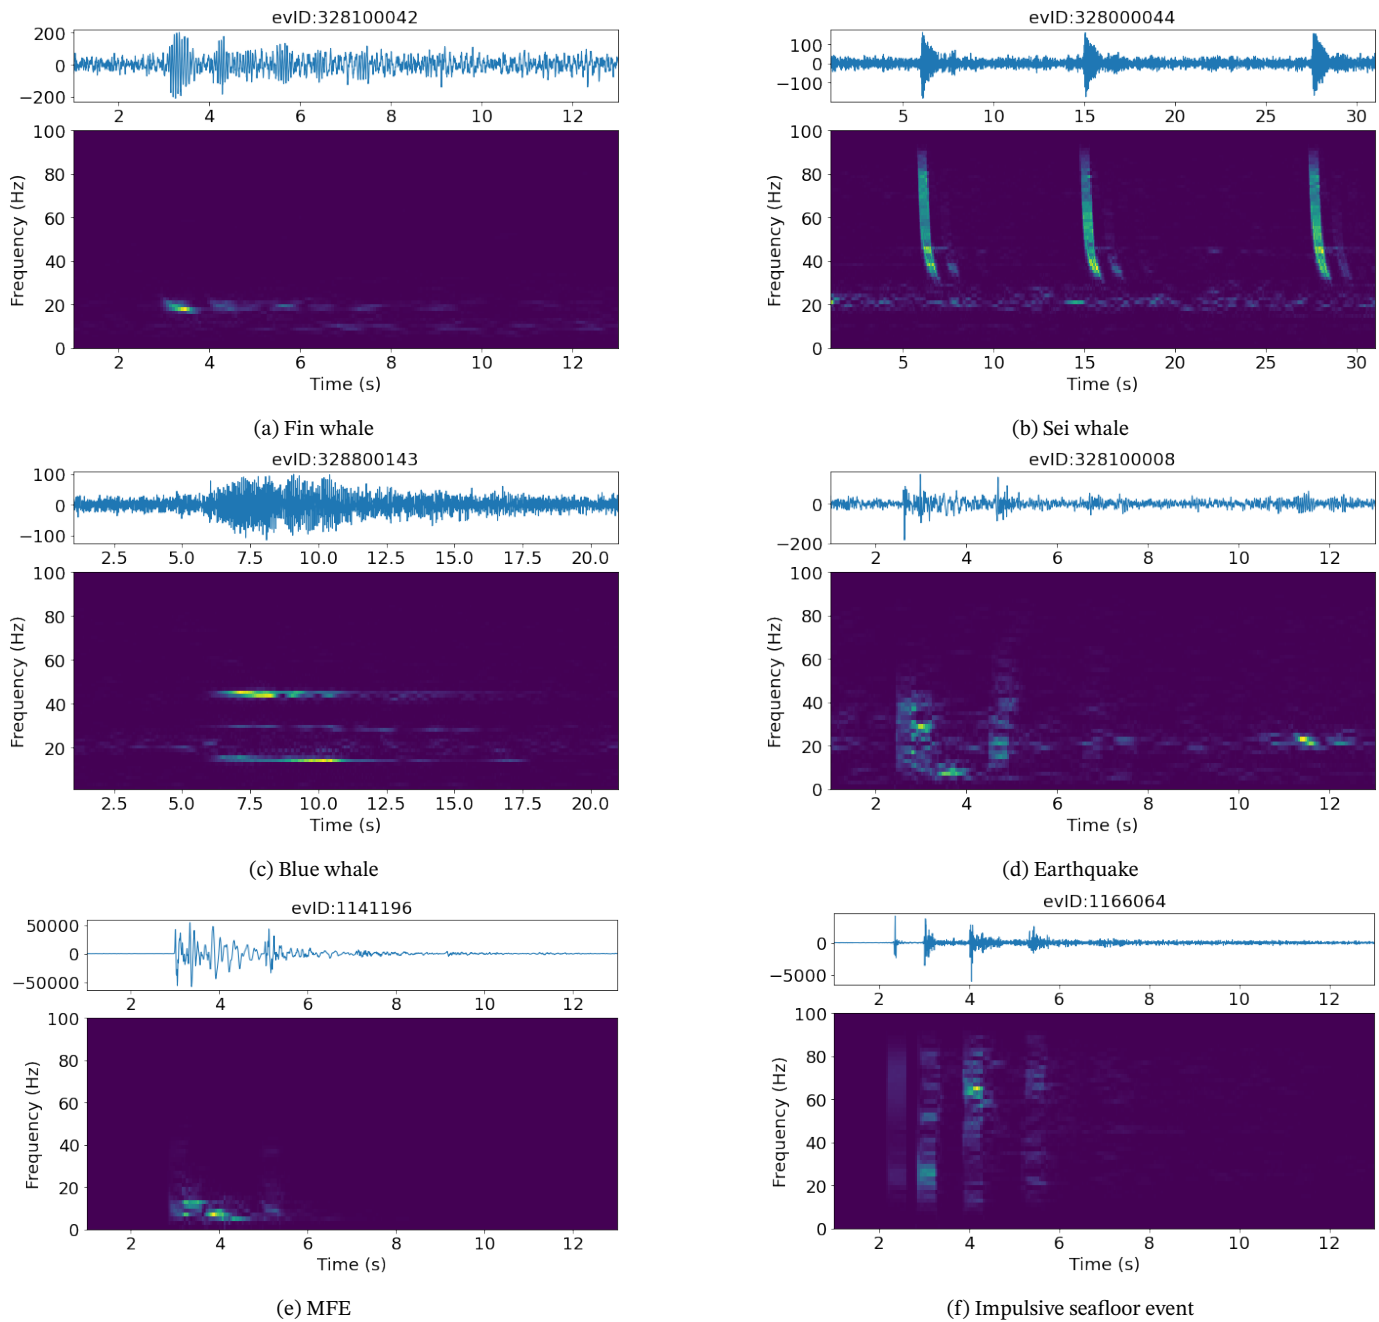 evID:328100042
200
0
−200
2 4 6 8 10 12
100
80
60
40
20
0
Frequency (Hz)
2 4 6 8 10 12
Time (s)
(a) Fin whale
evID:328000044
100
0
−100
5 10 15 20 25 30
100
80
60
40
20
0
Frequency (Hz)
5 10 15 20 25 30
Time (s)
(b) Sei whale
evID:328800143
100
0
−100
2.5 5.0 7.5 10.0 12.5 15.0 17.5 20.0
100
80
60
40
20
Frequency (Hz)
2.5 5.0 7.5 10.0 12.5 15.0 17.5 20.0
Time (s)
(c) Blue whale
evID:328100008
0
−200
2 4 6 8 10 12
100
80
60
40
20
0
Frequency (Hz)
2 4 6 8 10 12
Time (s)
(d) Earthquake
evID:1141196
50000
0
−50000
2 4 6 8 10 12
100
80
60
40
20
0
Frequency (Hz)
2 4 6 8 10 12
Time (s)
(e) MFE
evID:1166064
0
−5000
2 4 6 8 10 12
100
80
60
40
20
0
Frequency (Hz)
2 4 6 8 10 12
Time (s)
(f) Impulsive seafloor event